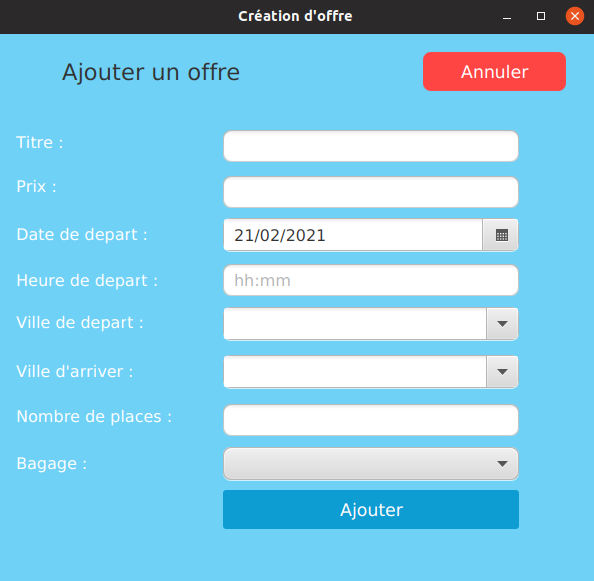 Création d'offre
Ajouter un offre
Annuler
Titre :
Prix :
Date de depart :
21/02/2021
Heure de depart :
hh:mm
Ville de depart :
Ville d'arriver :
Nombre de places :
Bagage :
Ajouter